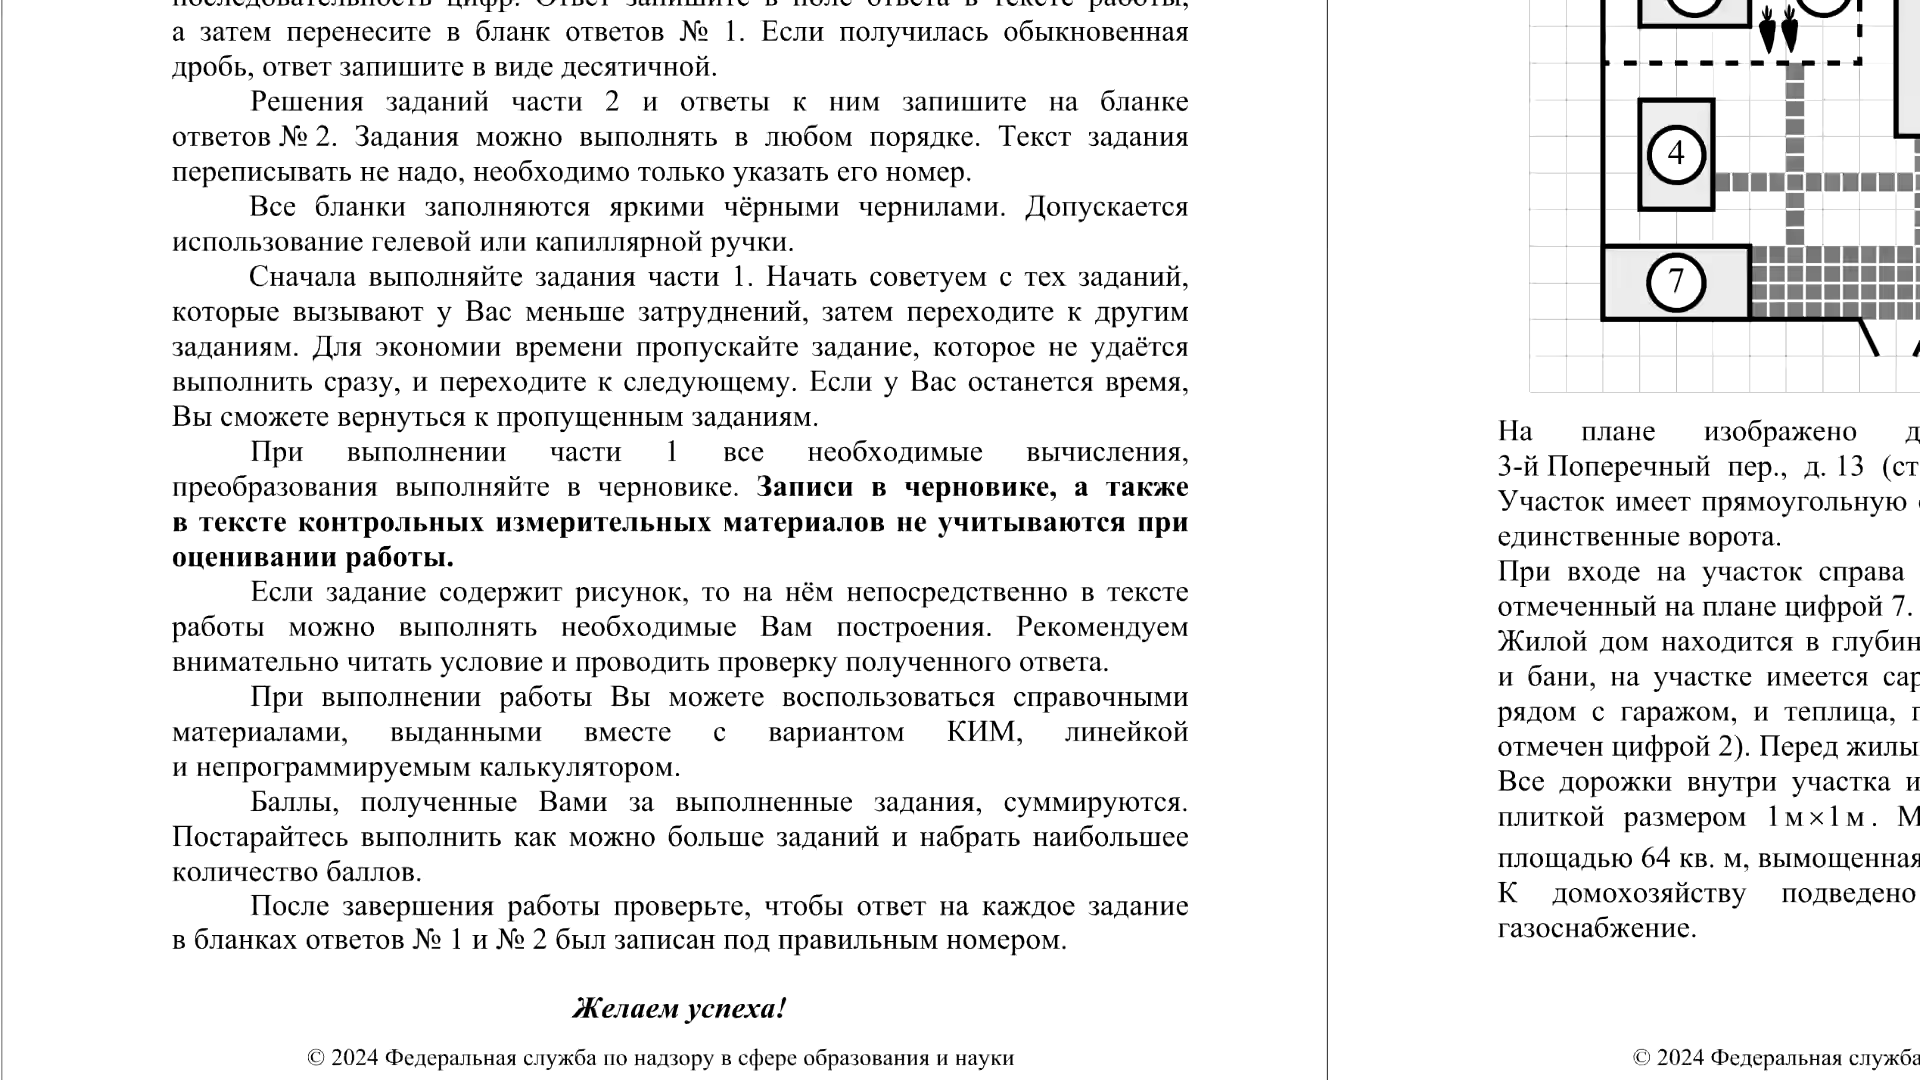 последовательность цифр. Ответ запишите в поле ответа в тексте работы,
а затем перенесите в бланк ответов № 1. Если получилась обыкновенная
дробь, ответ запишите в виде десятичной.
Решения заданий части 2 и ответы к ним запишите на бланке
ответов № 2. Задания можно выполнять в любом порядке. Текст задания
переписывать не надо, необходимо только указать его номер.
Все бланки заполняются яркими чёрными чернилами. Допускается
использование гелевой или капиллярной ручки.
Сначала выполняйте задания части 1. Начать советуем с тех заданий,
которые вызывают у Вас меньше затруднений, затем переходите к другим
заданиям. Для экономии времени пропускайте задание, которое не удаётся
выполнить сразу, и переходите к следующему. Если у Вас останется время,
Вы сможете вернуться к пропущенным заданиям.
При выполнении части 1 все необходимые вычисления,
преобразования выполняйте в черновике. Записи в черновике, а также
в тексте контрольных измерительных материалов не учитываются при
оценивании работы.
Если задание содержит рисунок, то на нём непосредственно в тексте
работы можно выполнять необходимые Вам построения. Рекомендуем
внимательно читать условие и проводить проверку полученного ответа.
При выполнении работы Вы можете воспользоваться справочными
материалами, выданными вместе с вариантом КИМ, линейкой
и непрограммируемым калькулятором.
Баллы, полученные Вами за выполненные задания, суммируются.
Постарайтесь выполнить как можно больше заданий и набрать наибольшее
количество баллов.
После завершения работы проверьте, чтобы ответ на каждое задание
в бланках ответов № 1 и № 2 был записан под правильным номером.
Желаем успеха!
© 2024 Федеральная служба по надзору в сфере образования и науки
4
7
На плане изображено
3-й Поперечный пер., д. 13
Участок имеет прямоугольную
единственные ворота.
При входе на участок справа
отмеченный на плане цифрой 7.
Жилой дом находится в
и бани, на участке имеется
рядом с гаражом, и теплица,
отмечен цифрой 2). Перед
Все дорожки внутри участка
плиткой размером 1 м × 1 м .
площадью 64 кв. м, вымощенная
К домохозяйству подведено
газоснабжение.
© 2024 Федеральная служба